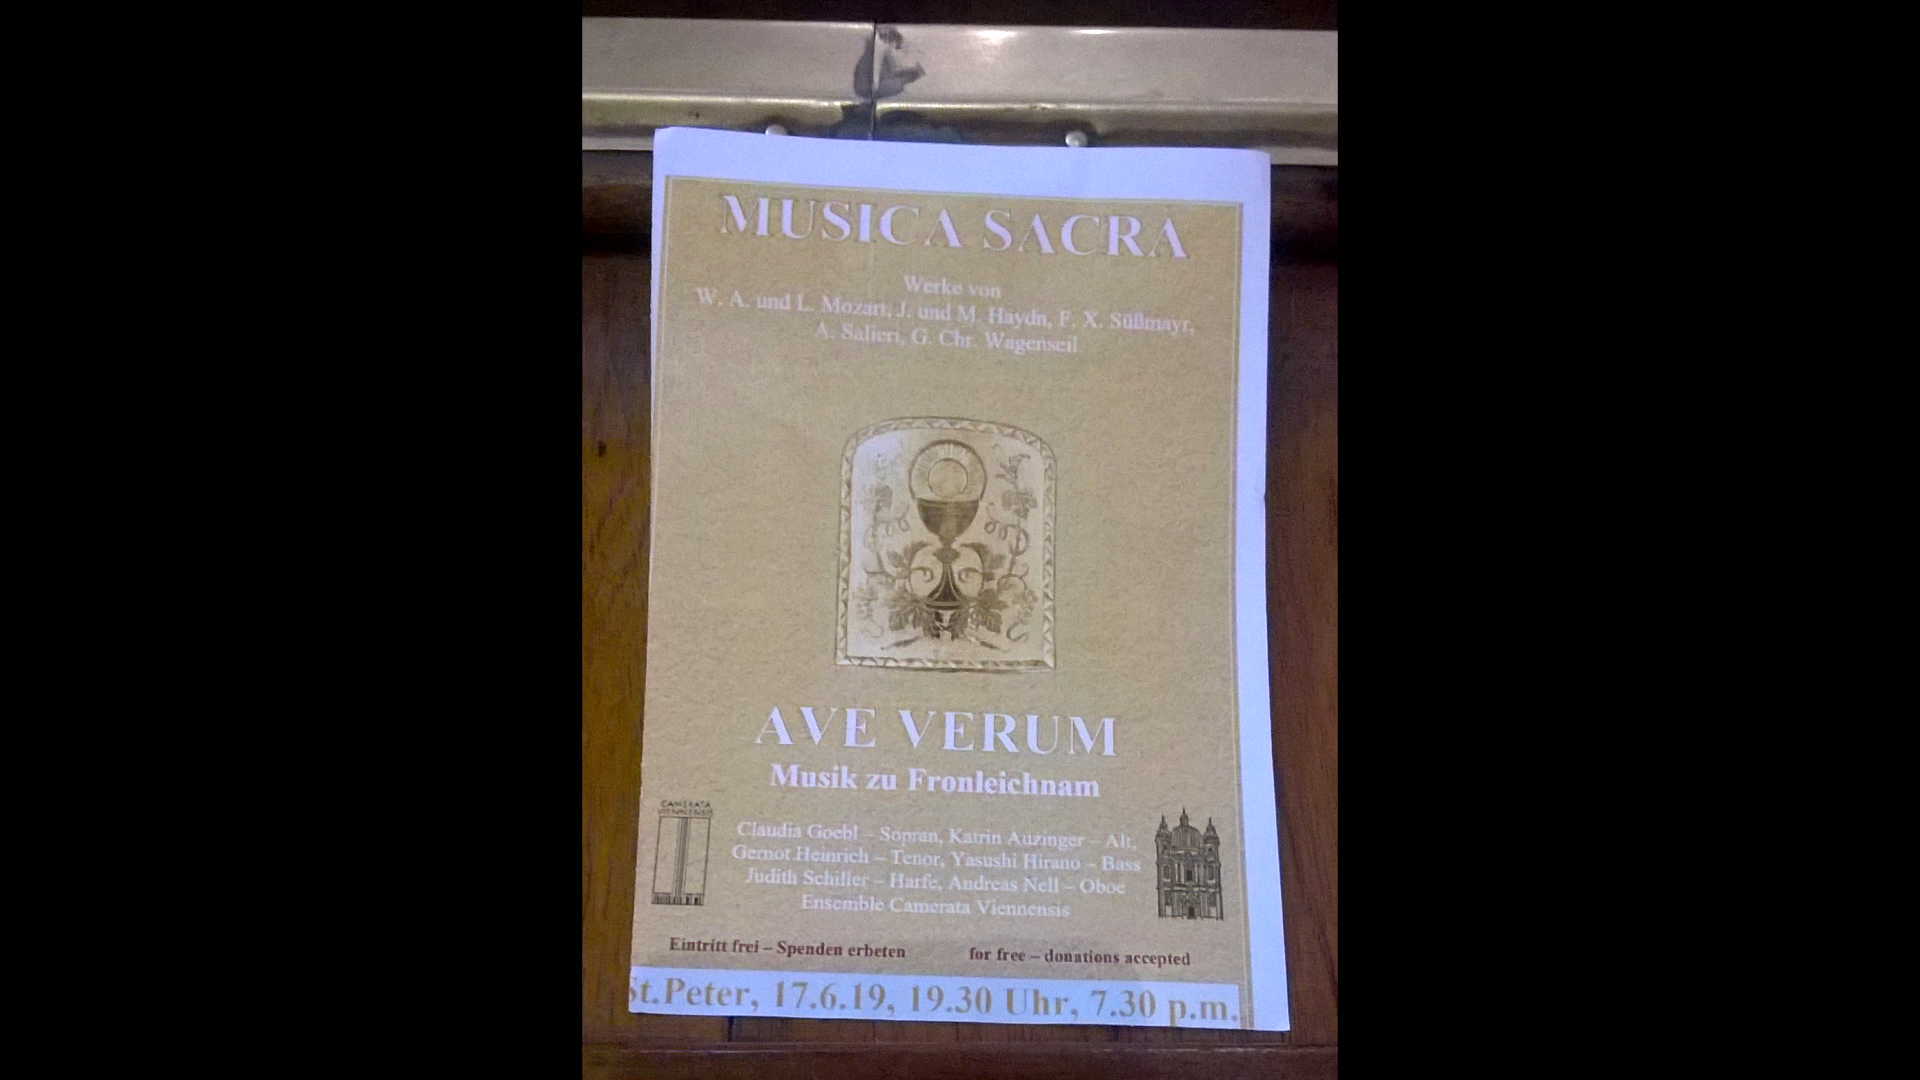 MUSICA SACRA
Werke von
W. A. und L. Mozart, J. und M. Haydn, F. X. Süßmayr,
A. Salieri, G. Chr. Wagenseil
AVE VERUM
Musik zu Fronleichnam
CAMERATA
VIENNENSIS
Claudia Goebl – Sopran, Katrin Auzinger – Alt,
Gernot Heinrich – Tenor, Yasushi Hirano – Bass
Judith Schiller – Harfe, Andreas Nell – Oboe
Ensemble Camerata Viennensis
Eintritt frei – Spenden erbeten for free – donations accepted
St.Peter, 17.6.19, 19.30 Uhr, 7.30 p.m.